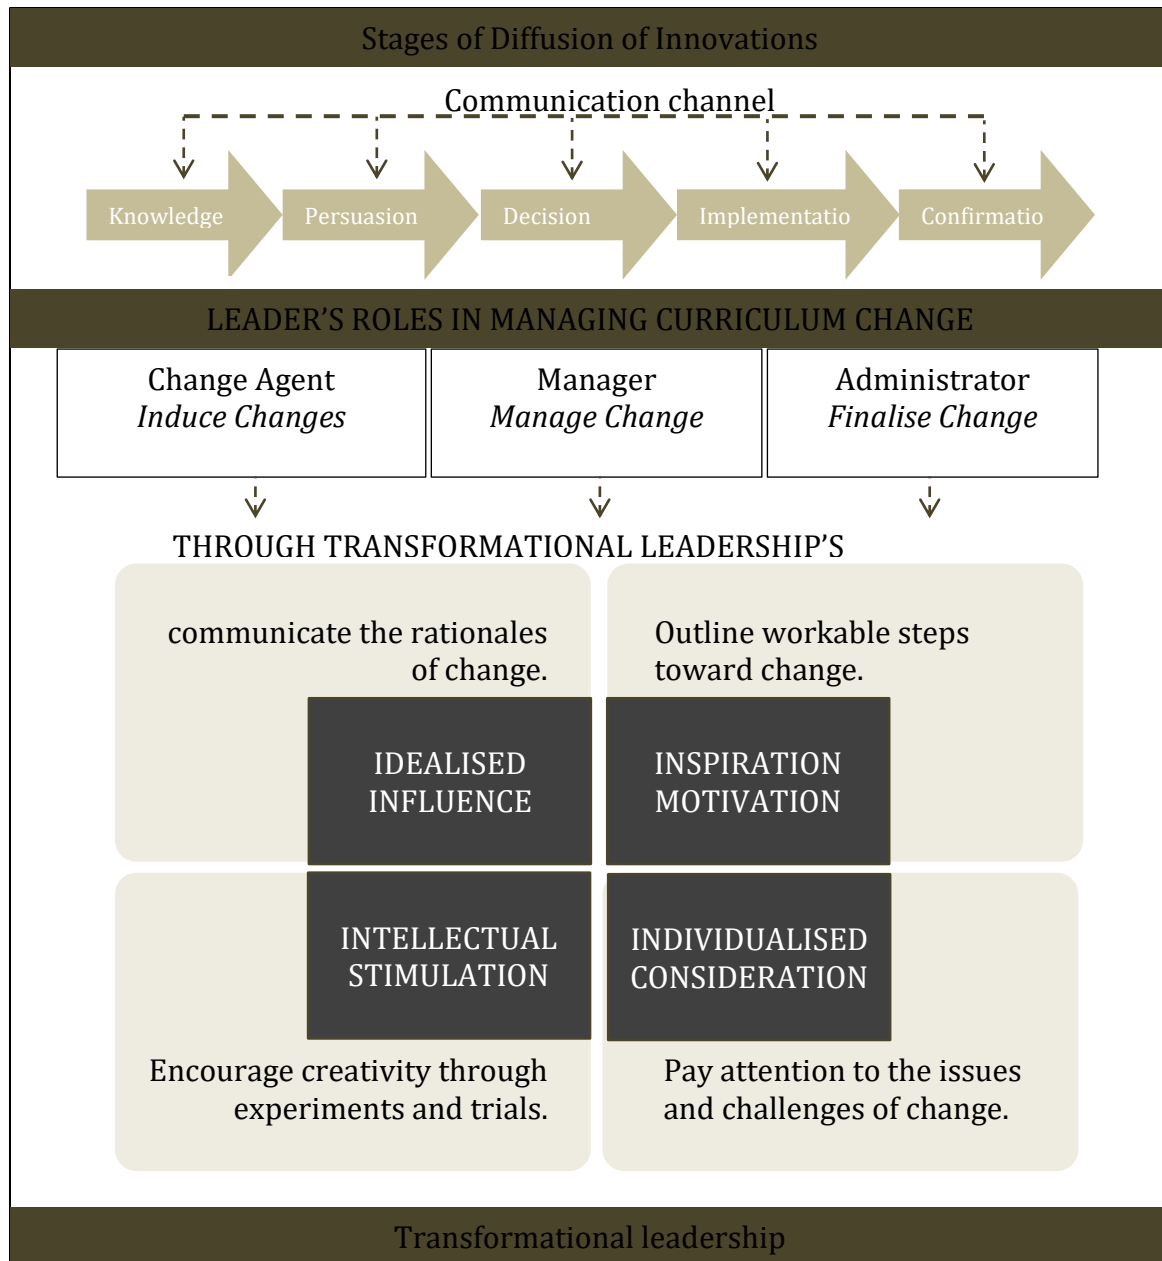 Stages of Diffusion of Innovations
Communication channel
Knowledge
Persuasion
Decision
Implementatio
Confirmatio
LEADER’S ROLES IN MANAGING CURRICULUM CHANGE
Change Agent
Induce Changes
Manager
Manage Change
Administrator
Finalise Change
THROUGH TRANSFORMATIONAL LEADERSHIP’S
communicate the rationales
of change.
Outline workable steps
toward change.
IDEALISED
INFLUENCE
INSPIRATION
MOTIVATION
INTELLECTUAL
STIMULATION
INDIVIDUALISED
CONSIDERATION
Encourage creativity through
experiments and trials.
Pay attention to the issues
and challenges of change.
Transformational leadership